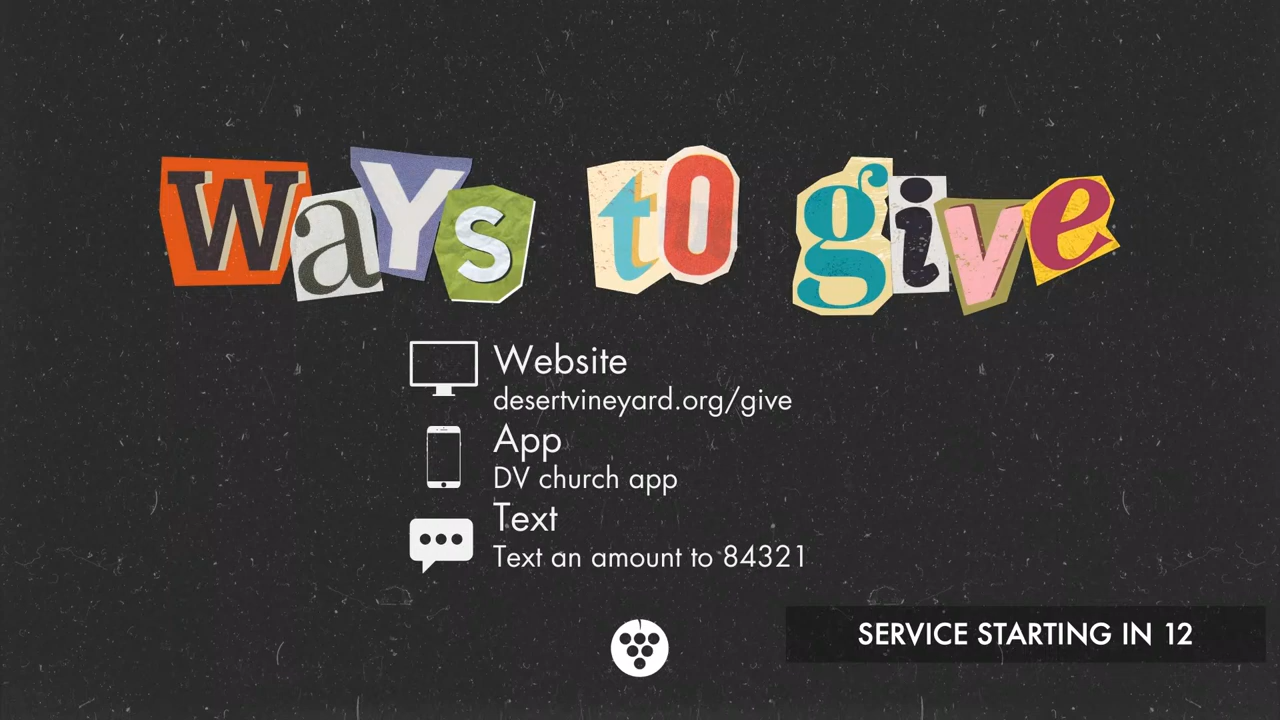 waYs to give
Website
desertvineyard.org/give
App
DV church app
Text
Text an amount to 84321
SERVICE STARTING IN 12